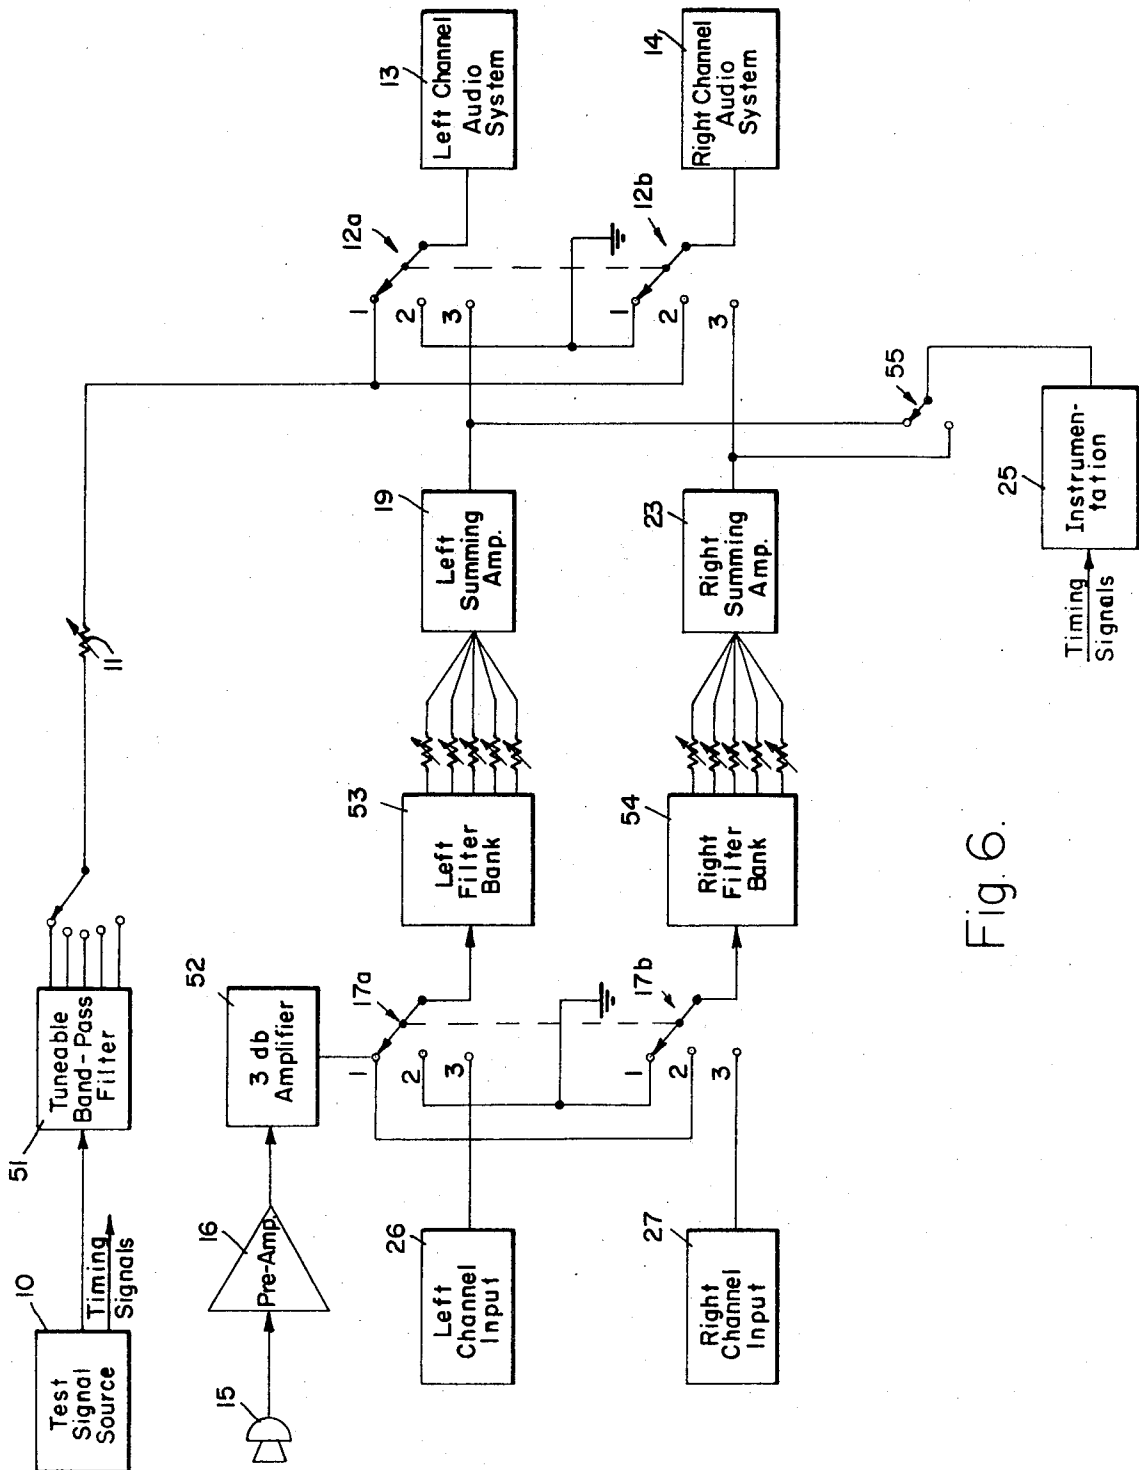 10
Test
Signal
Source
Timing
Signals
51
Tuneable
Band-Pass
Filter
11
15
16
Pre-Amp.
52
3 db
Amplifier
17a
1
2
3
17b
1
2
3
26
Left
Channel
Input
27
Right
Channel
Input
53
Left
Filter
Bank
54
Right
Filter
Bank
19
Left
Summing
Amp.
23
Right
Summing
Amp.
12a
1
2
3
12b
1
2
3
13
Left Channel
Audio
System
14
Right Channel
Audio
System
55
25
Instrumen-
tation
Timing
Signals
Fig. 6.